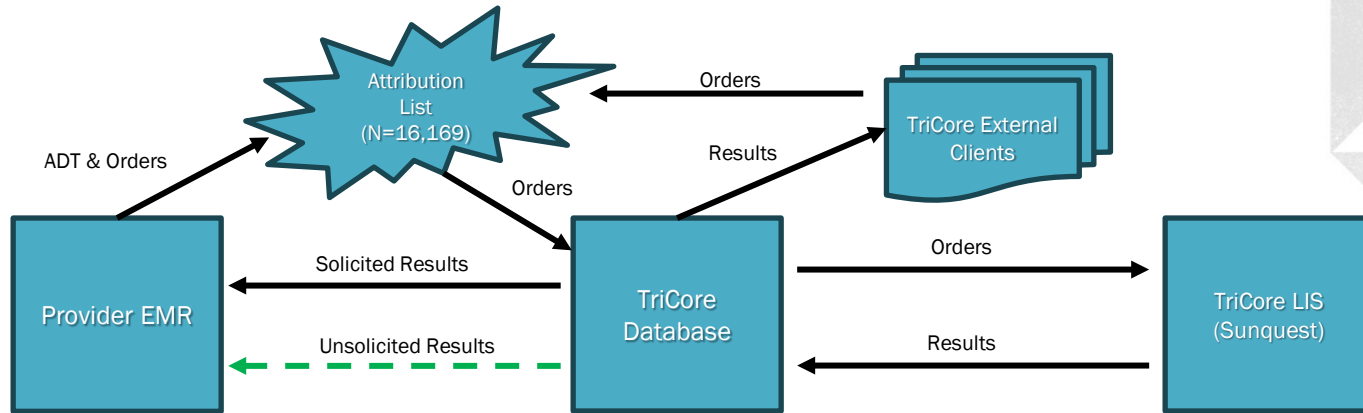 Attribution
List
(N=16,169)
Orders
TriCore External
Clients
ADT & Orders
Results
Orders
Provider EMR
Solicited Results
Unsolicited Results
TriCore
Database
Orders
Results
TriCore LIS
(Sunquest)